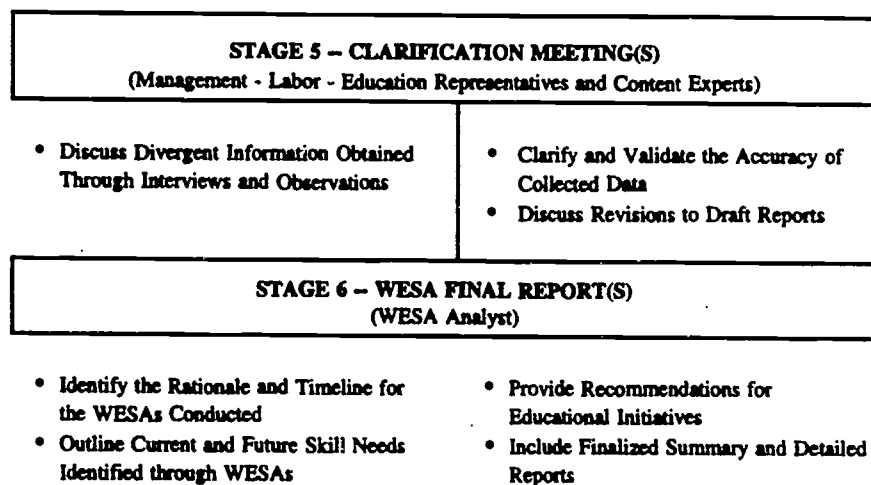 STAGE 5 – CLARIFICATION MEETING(S)
(Management - Labor - Education Representatives and Content Experts)
• Discuss Divergent Information Obtained
Through Interviews and Observations
• Clarify and Validate the Accuracy of
Collected Data
• Discuss Revisions to Draft Reports
STAGE 6 – WESA FINAL REPORT(S)
(WESA Analyst)
• Identify the Rationale and Timeline for
the WESAs Conducted
• Outline Current and Future Skill Needs
Identified through WESAs
• Provide Recommendations for
Educational Initiatives
• Include Finalized Summary and Detailed
Reports